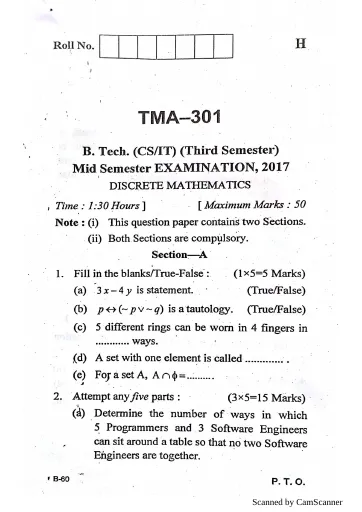 Roll No.
H
TMA–301
B. Tech. (CS/IT) (Third Semester)
Mid Semester EXAMINATION, 2017
DISCRETE MATHEMATICS
Time : 1:30 Hours ] [ Maximum Marks : 50
Note : (i) This question paper contains two Sections.
(ii) Both Sections are compulsory.
Section—A
1. Fill in the blanks/True-False : (1×5=5 Marks)
(a) 3x – 4y is statement. (True/False)
(b) p ↔ (~ p ∨ ~ q) is a tautology. (True/False)
(c) 5 different rings can be worn in 4 fingers in
............ ways.
(d) A set with one element is called ............. .
(e) For a set A, A ∩ ϕ = .........
2. Attempt any five parts : (3×5=15 Marks)
(a) Determine the number of ways in which
5 Programmers and 3 Software Engineers
can sit around a table so that no two Software
Engineers are together.
B-60 P. T. O.
Scanned by CamScanner